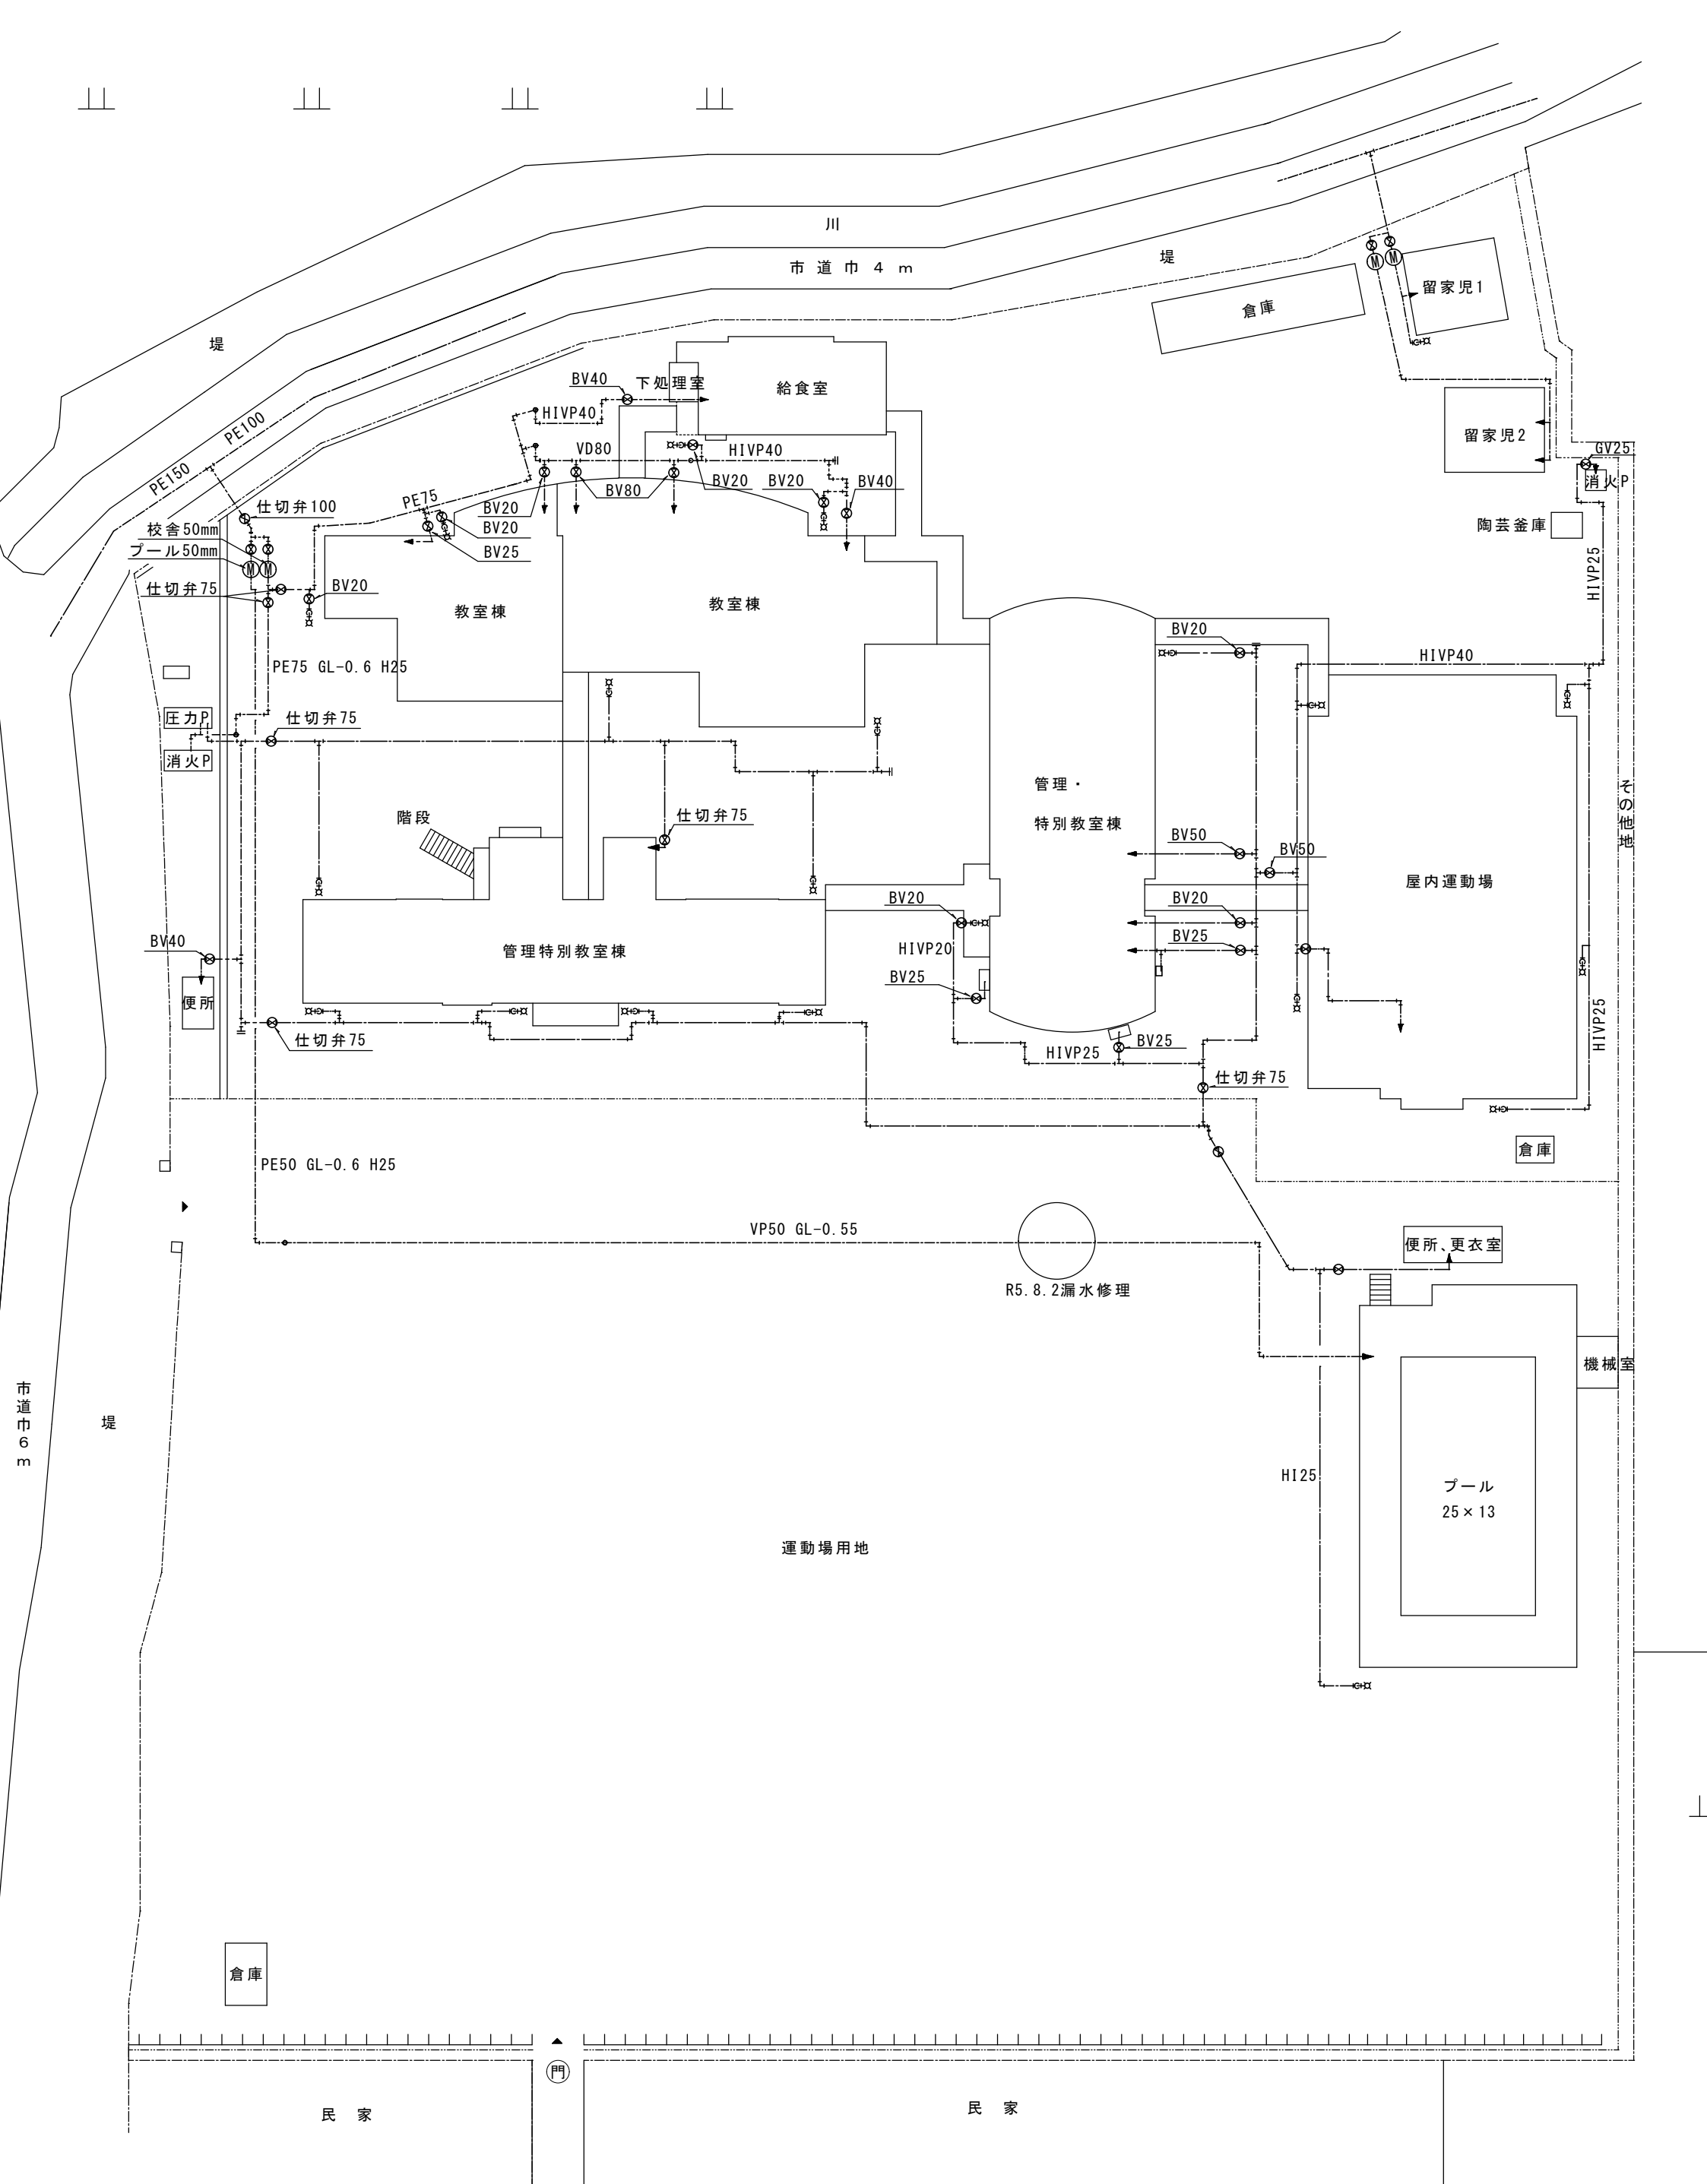 川
市道巾4m
堤
留家児1
倉庫
堤
BV40
下処理室
給食室
HIVP40
PE100
留家児2
VD80
HIVP40
GV25
消火P
PE150
BV20
BV20
BV40
BV80
PE75
仕切弁100
BV20
BV20
校舎50mm
プール50mm
BV25
陶芸釜庫
HIVP25
仕切弁75
BV20
教室棟
教室棟
BV20
HIVP40
PE75 GL-0.6 H25
圧力P
仕切弁75
消火P
管理・
特別教室棟
その他地
階段
仕切弁75
BV50
BV50
屋内運動場
BV20
BV20
BV40
管理特別教室棟
HIVP20
BV25
BV25
便所
HIVP25
仕切弁75
HIVP25
BV25
仕切弁75
倉庫
PE50 GL-0.6 H25
VP50 GL-0.55
便所、更衣室
R5.8.2漏水修理
機械室
市道巾6m
堤
HI25
プール
25×13
運動場用地
倉庫
門
民家
民家
M
M
M
M